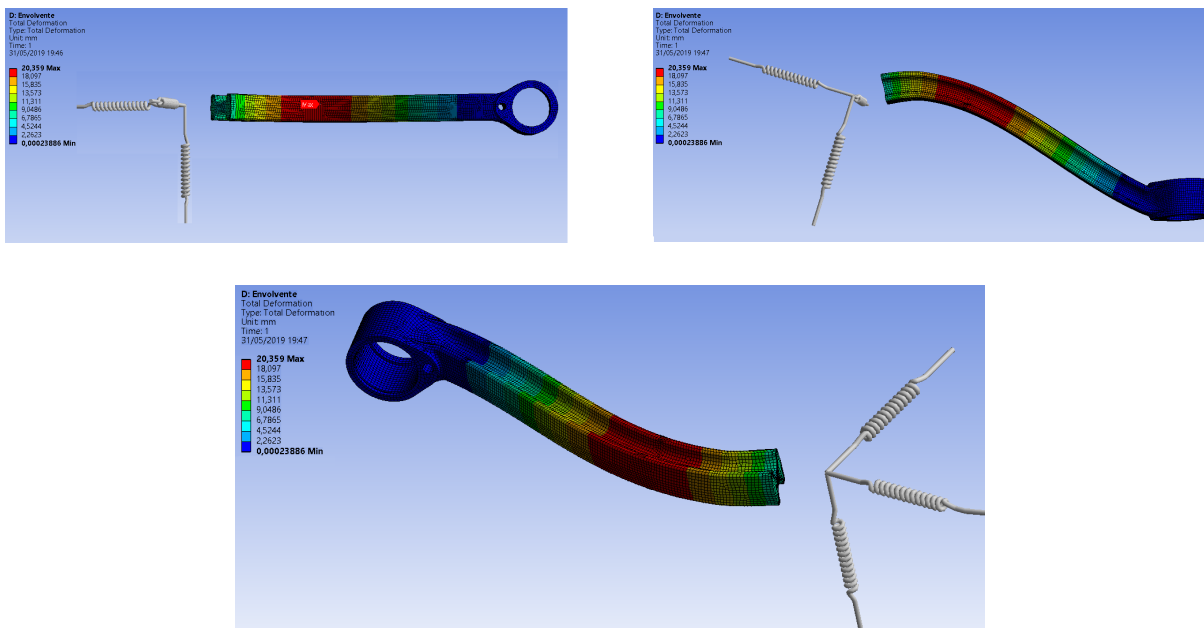 D: Envolvente
Total Deformation
Type: Total Deformation
Unit: mm
Time: 1
31/05/2019 19:46
20,359 Max
18,097
15,835
13,573
11,311
9,0486
6,7865
4,5244
2,2623
0,00023886 Min
Max
D: Envolvente
Total Deformation
Type: Total Deformation
Unit: mm
Time: 1
31/05/2019 19:47
20,359 Max
18,097
15,835
13,573
11,311
9,0486
6,7865
4,5244
2,2623
0,00023886 Min
D: Envolvente
Total Deformation
Type: Total Deformation
Unit: mm
Time: 1
31/05/2019 19:47
20,359 Max
18,097
15,835
13,573
11,311
9,0486
6,7865
4,5244
2,2623
0,00023886 Min